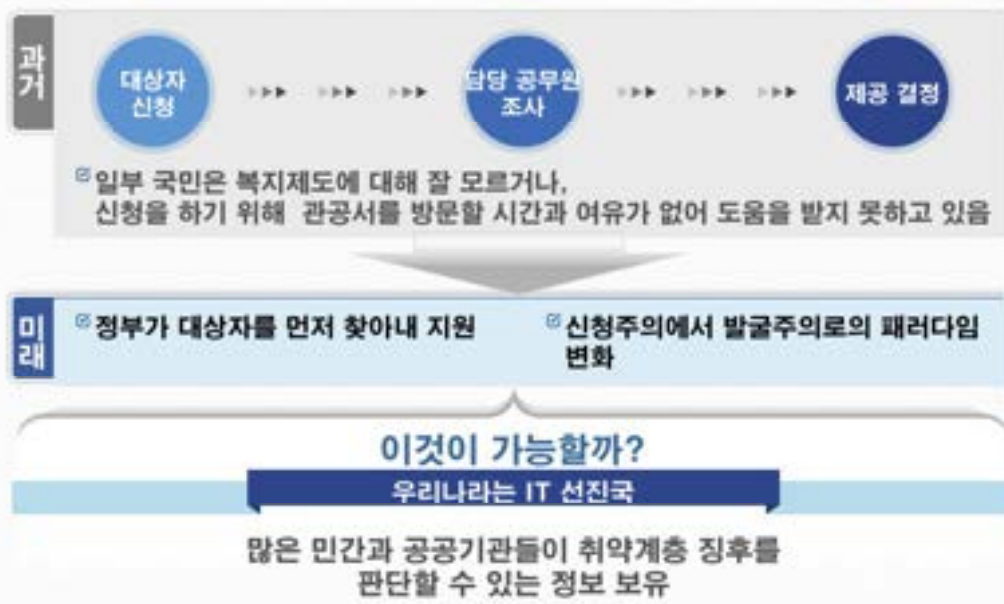 과거
대상자
신청
담당 공무원
조사
제공 결정
일부 국민은 복지제도에 대해 잘 모르거나,
신청을 하기 위해 관공서를 방문할 시간과 여유가 없어 도움을 받지 못하고 있음
미래
정부가 대상자를 먼저 찾아내 지원
신청주의에서 발굴주의로의 패러다임
변화
이것이 가능할까?
우리나라는 IT 선진국
많은 민간과 공공기관들이 취약계층 징후를
판단할 수 있는 정보 보유